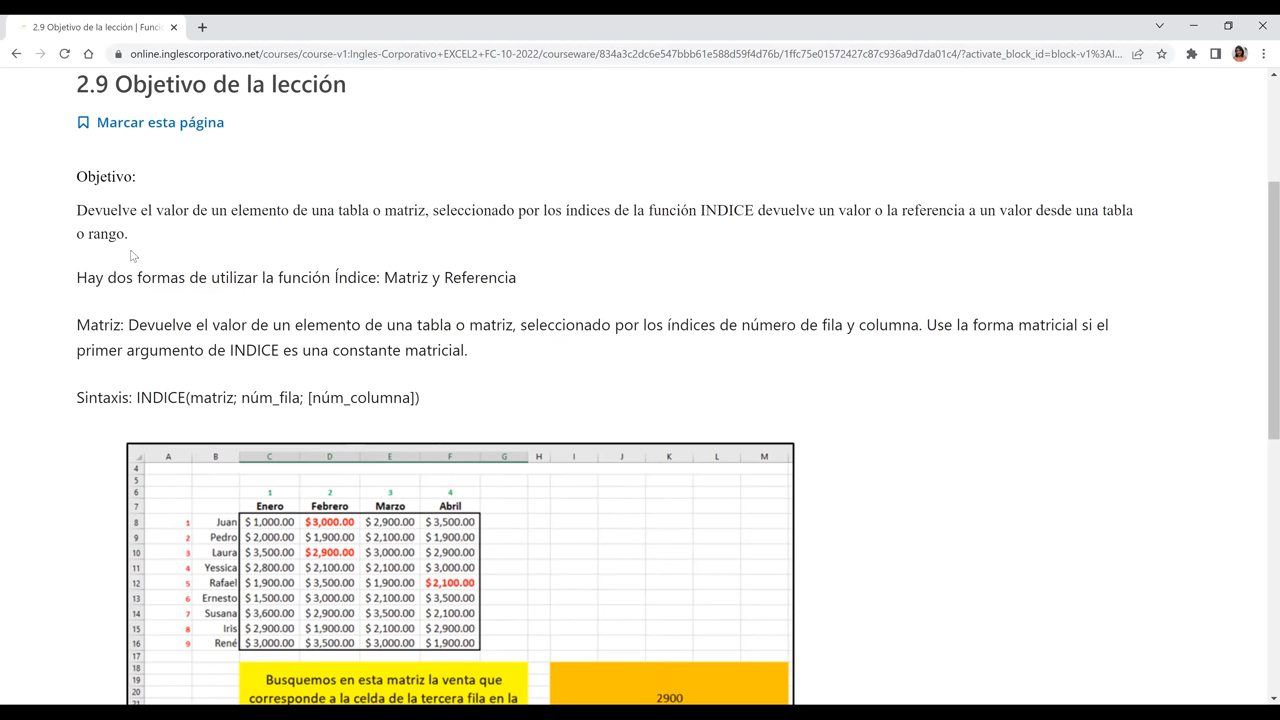 2.9 Objetivo de la lección | Funci
online.inglescorporativo.net/courses/course-v1:Ingles-Corporativo+EXCEL2+FC-10-2022/courseware/834a3c2dc6e547bbb61e588d59f4d76b/1ffc75e01572427c87c936a9d7da01c4/?activate_block_id=block-v1%3Al...
2.9 Objetivo de la lección
Marcar esta página
Objetivo:
Devuelve el valor de un elemento de una tabla o matriz, seleccionado por los índices de la función INDICE devuelve un valor o la referencia a un valor desde una tabla
o rango.
Hay dos formas de utilizar la función Índice: Matriz y Referencia
Matriz: Devuelve el valor de un elemento de una tabla o matriz, seleccionado por los índices de número de fila y columna. Use la forma matricial si el
primer argumento de INDICE es una constante matricial.
Sintaxis: INDICE(matriz; núm_fila; [núm_columna])
A B C D E F G H I J K L M
4
5
6 1 2 3 4
7 Enero Febrero Marzo Abril
8 1 Juan $ 1,000.00 $ 3,000.00 $ 2,900.00 $ 3,500.00
9 2 Pedro $ 2,000.00 $ 1,900.00 $ 2,100.00 $ 1,900.00
10 3 Laura $ 3,500.00 $ 2,900.00 $ 3,000.00 $ 2,900.00
11 4 Yessica $ 2,800.00 $ 2,100.00 $ 2,100.00 $ 3,000.00
12 5 Rafael $ 1,900.00 $ 3,500.00 $ 1,900.00 $ 2,100.00
13 6 Ernesto $ 1,500.00 $ 3,000.00 $ 2,100.00 $ 3,500.00
14 7 Susana $ 3,600.00 $ 2,900.00 $ 3,500.00 $ 2,100.00
15 8 Iris $ 2,900.00 $ 1,900.00 $ 2,100.00 $ 2,900.00
16 9 René $ 3,000.00 $ 3,500.00 $ 3,000.00 $ 1,900.00
17
18
19 Busquemos en esta matriz la venta que
20 corresponde a la celda de la tercera fila en la 2900